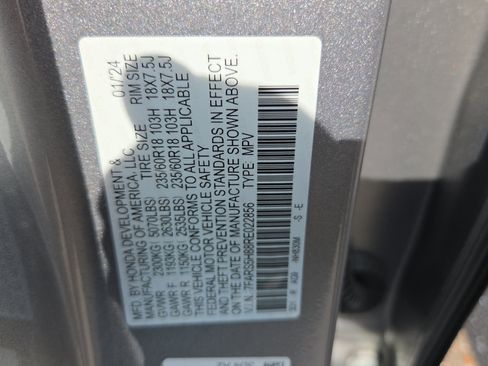 MFD. BY HONDA DEVELOPMENT & 01/'24
MANUFACTURING OF AMERICA, LLC
TIRE SIZE RIM SIZE
GVWR 2300KG( 5070LBS) 235/60R18 103H 18X7.5J
GAWR F 1193KG( 2630LBS) 235/60R18 103H 18X7.5J
GAWR R 1150KG( 2535LBS)
THIS VEHICLE CONFORMS TO ALL APPLICABLE
FEDERAL MOTOR VEHICLE SAFETY
AND THEFT PREVENTION STANDARDS IN EFFECT
ON THE DATE OF MANUFACTURE SHOWN ABOVE.
V.I.N. 7FARS5H88RE022856 TYPE: MPV
-S -E